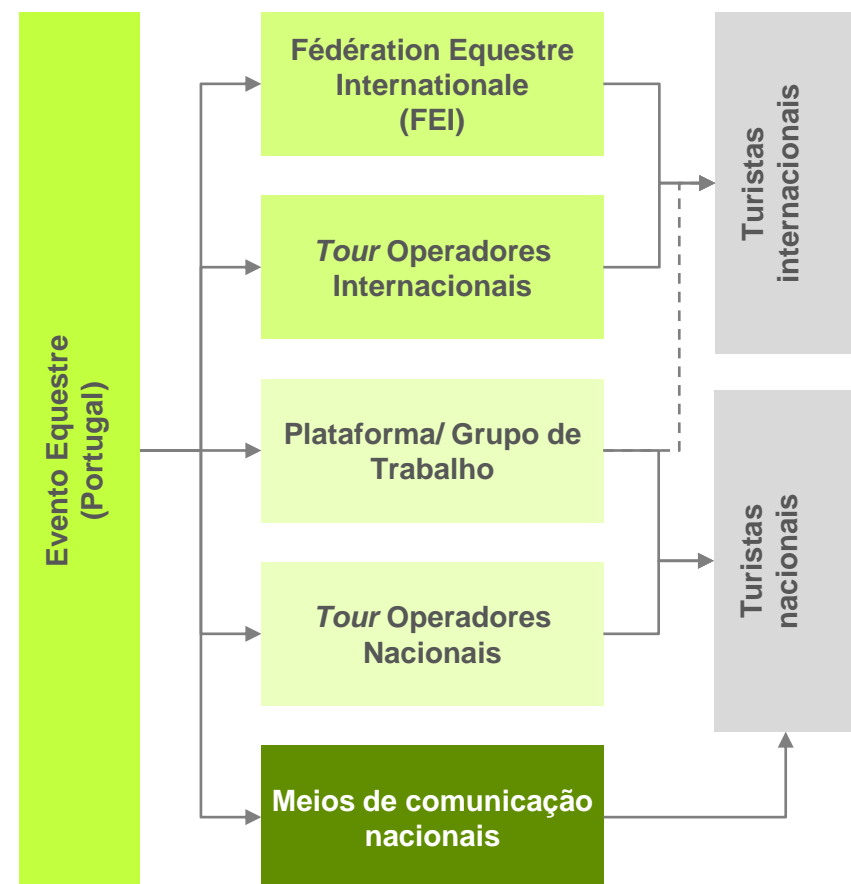 Evento Equestre
(Portugal)
Fédération Equestre
Internationale
(FEI)
Tour Operadores
Internacionais
Plataforma/ Grupo de
Trabalho
Tour Operadores
Nacionais
Meios de comunicação
nacionais
Turistas
internacionais
Turistas
nacionais